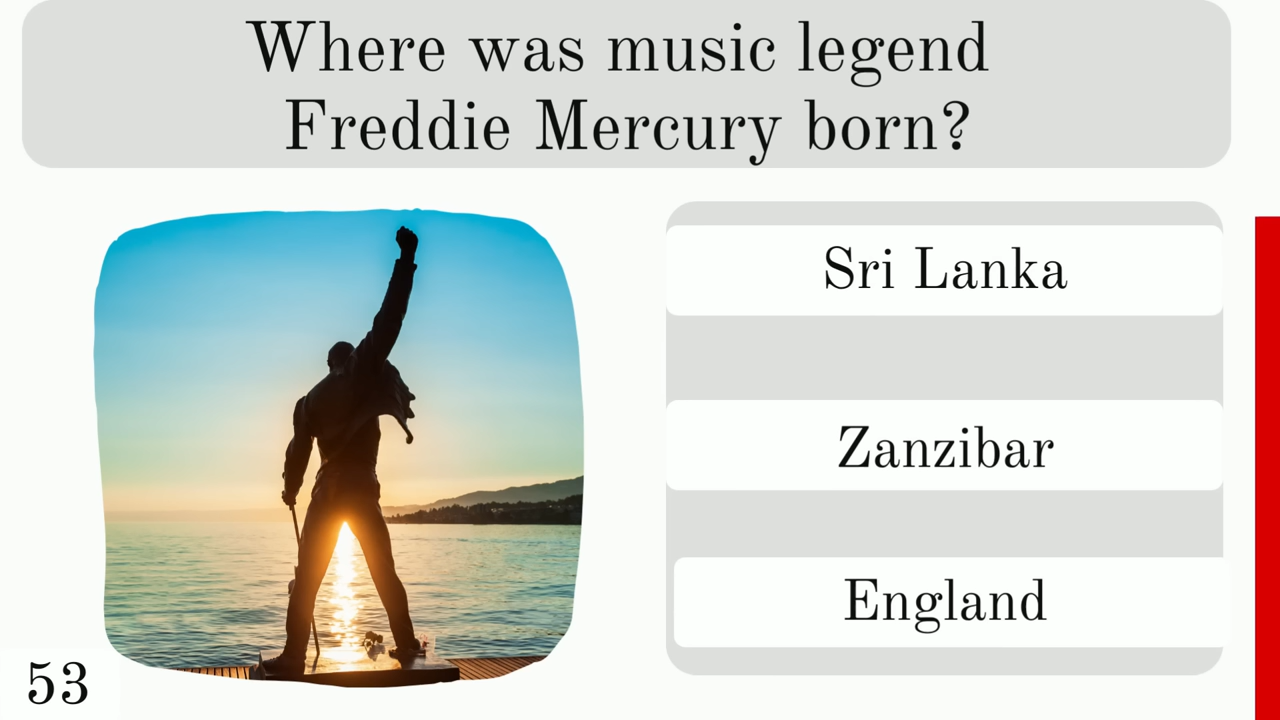 Where was music legend
Freddie Mercury born?
Sri Lanka
Zanzibar
England
53